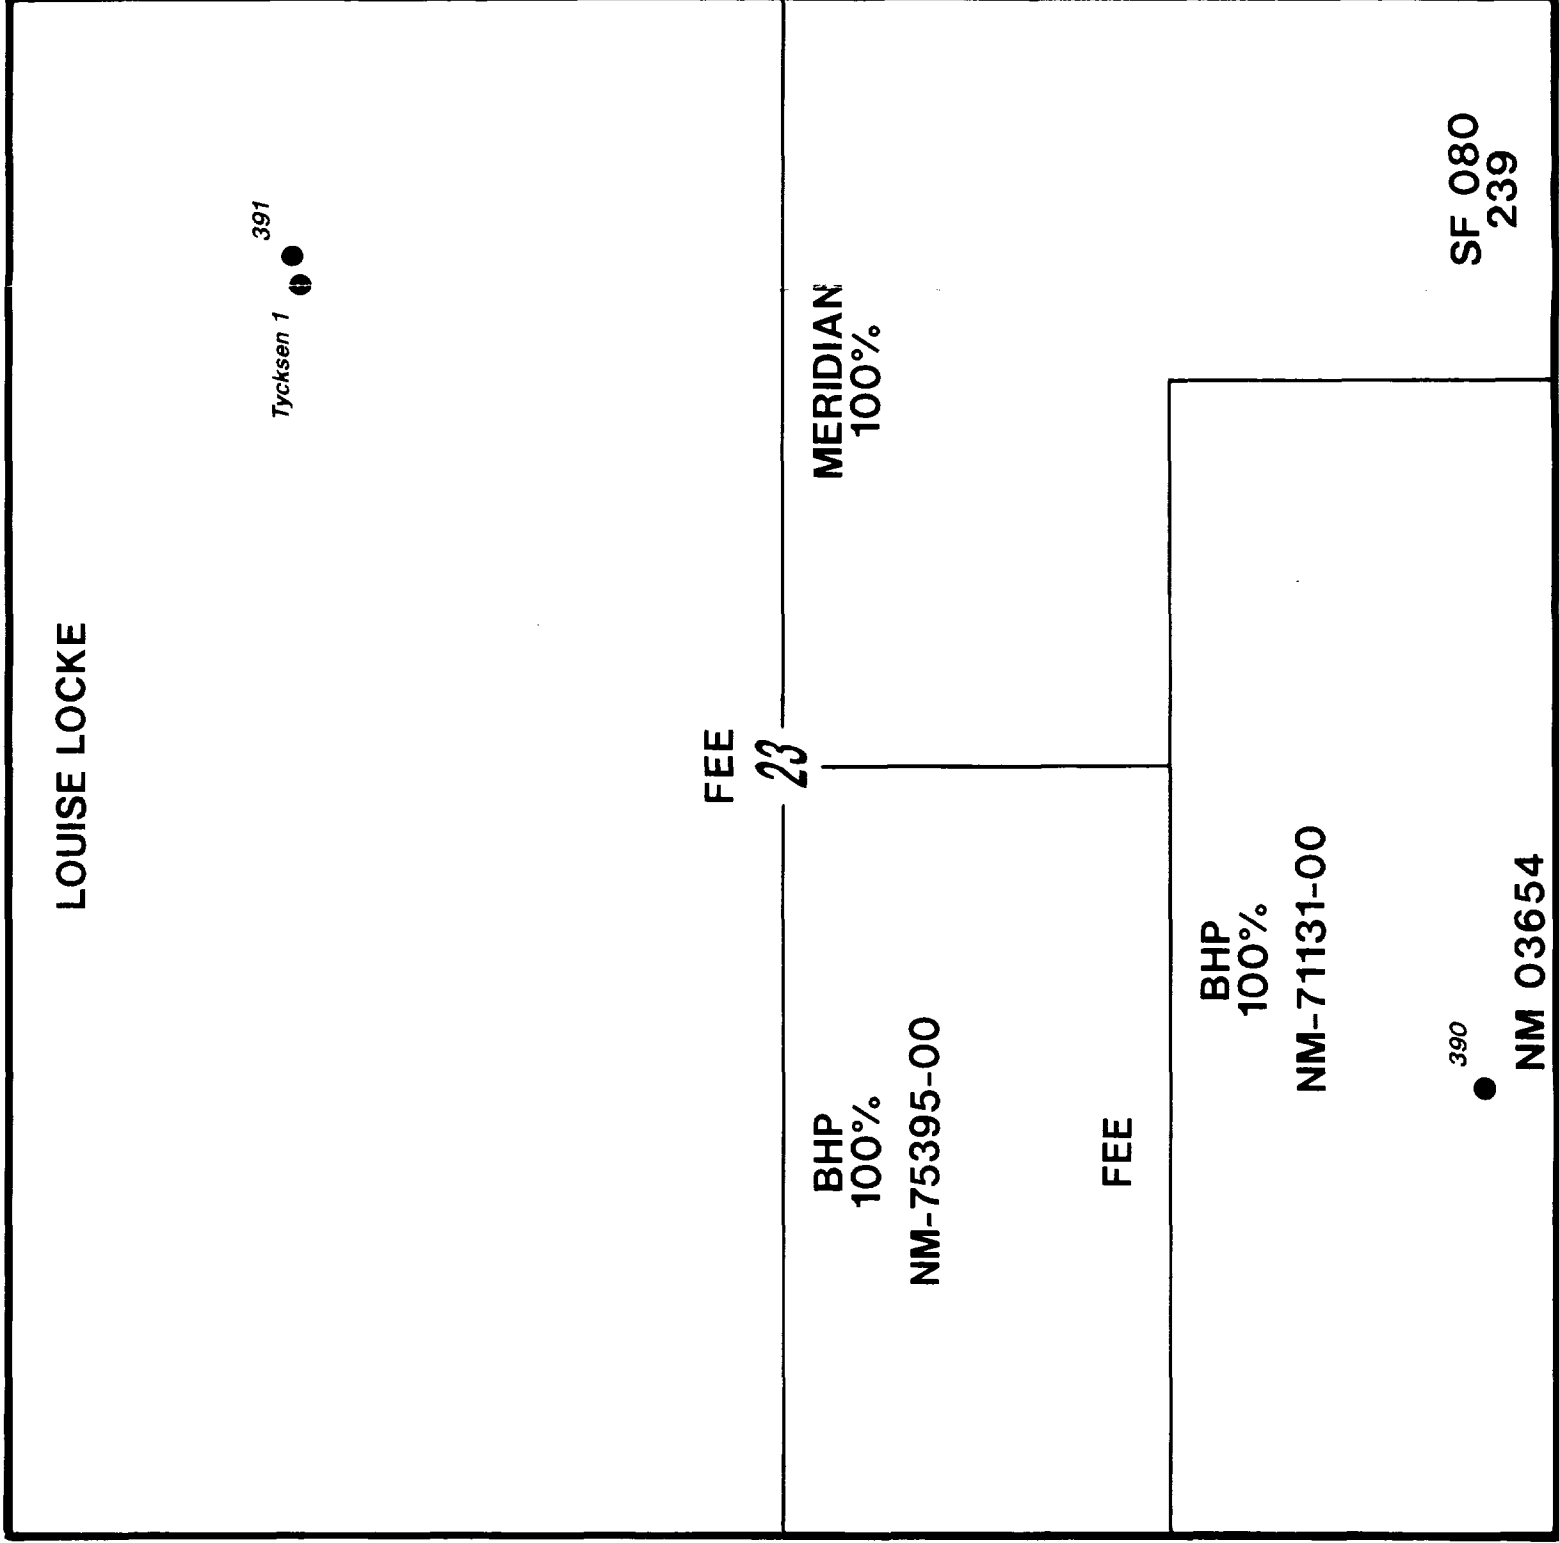 LOUISE LOCKE
Tycksen 1
391
FEE
23
BHP
100%
NM-75395-00
FEE
MERIDIAN
100%
BHP
100%
NM-71131-00
390
NM 03654
SF 080
239